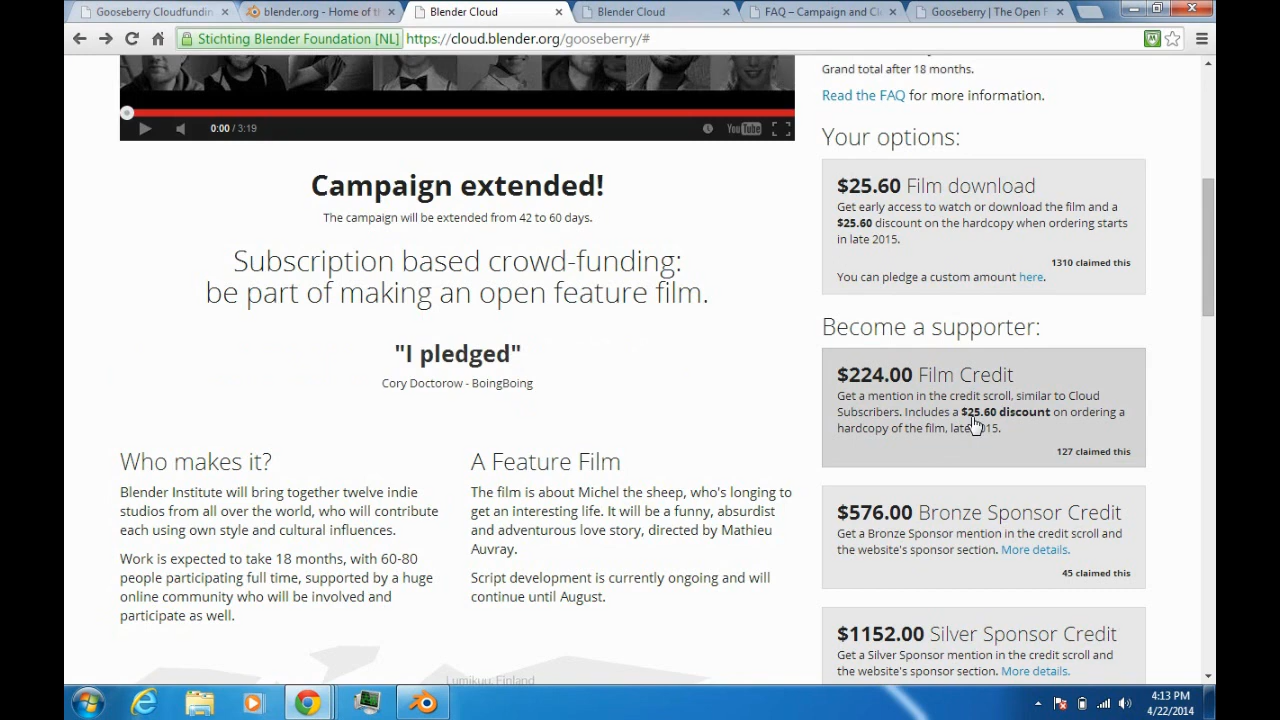 Gooseberry Cloudfundin
blender.org - Home of t
Blender Cloud
Blender Cloud
FAQ – Campaign and C
Gooseberry | The Open F
Stichting Blender Foundation [NL]
https://cloud.blender.org/gooseberry/#
0:00 / 3:19
YouTube
Campaign extended!
The campaign will be extended from 42 to 60 days.
Subscription based crowd-funding:
be part of making an open feature film.
"I pledged"
Cory Doctorow - BoingBoing
Who makes it?
Blender Institute will bring together twelve indie
studios from all over the world, who will contribute
each using own style and cultural influences.
Work is expected to take 18 months, with 60-80
people participating full time, supported by a huge
online community who will be involved and
participate as well.
A Feature Film
The film is about Michel the sheep, who's longing to
get an interesting life. It will be a funny, absurdist
and adventurous love story, directed by Mathieu
Auvray.
Script development is currently ongoing and will
continue until August.
Lumikuu, Finland
Grand total after 18 months.
Read the FAQ for more information.
Your options:
$25.60 Film download
Get early access to watch or download the film and a
$25.60 discount on the hardcopy when ordering starts
in late 2015.
1310 claimed this
You can pledge a custom amount here.
Become a supporter:
$224.00 Film Credit
Get a mention in the credit scroll, similar to Cloud
Subscribers. Includes a $25.60 discount on ordering a
hardcopy of the film, late 2015.
127 claimed this
$576.00 Bronze Sponsor Credit
Get a Bronze Sponsor mention in the credit scroll and
the website's sponsor section. More details.
45 claimed this
$1152.00 Silver Sponsor Credit
Get a Silver Sponsor mention in the credit scroll and
the website's sponsor section. More details.
4:13 PM
4/22/2014